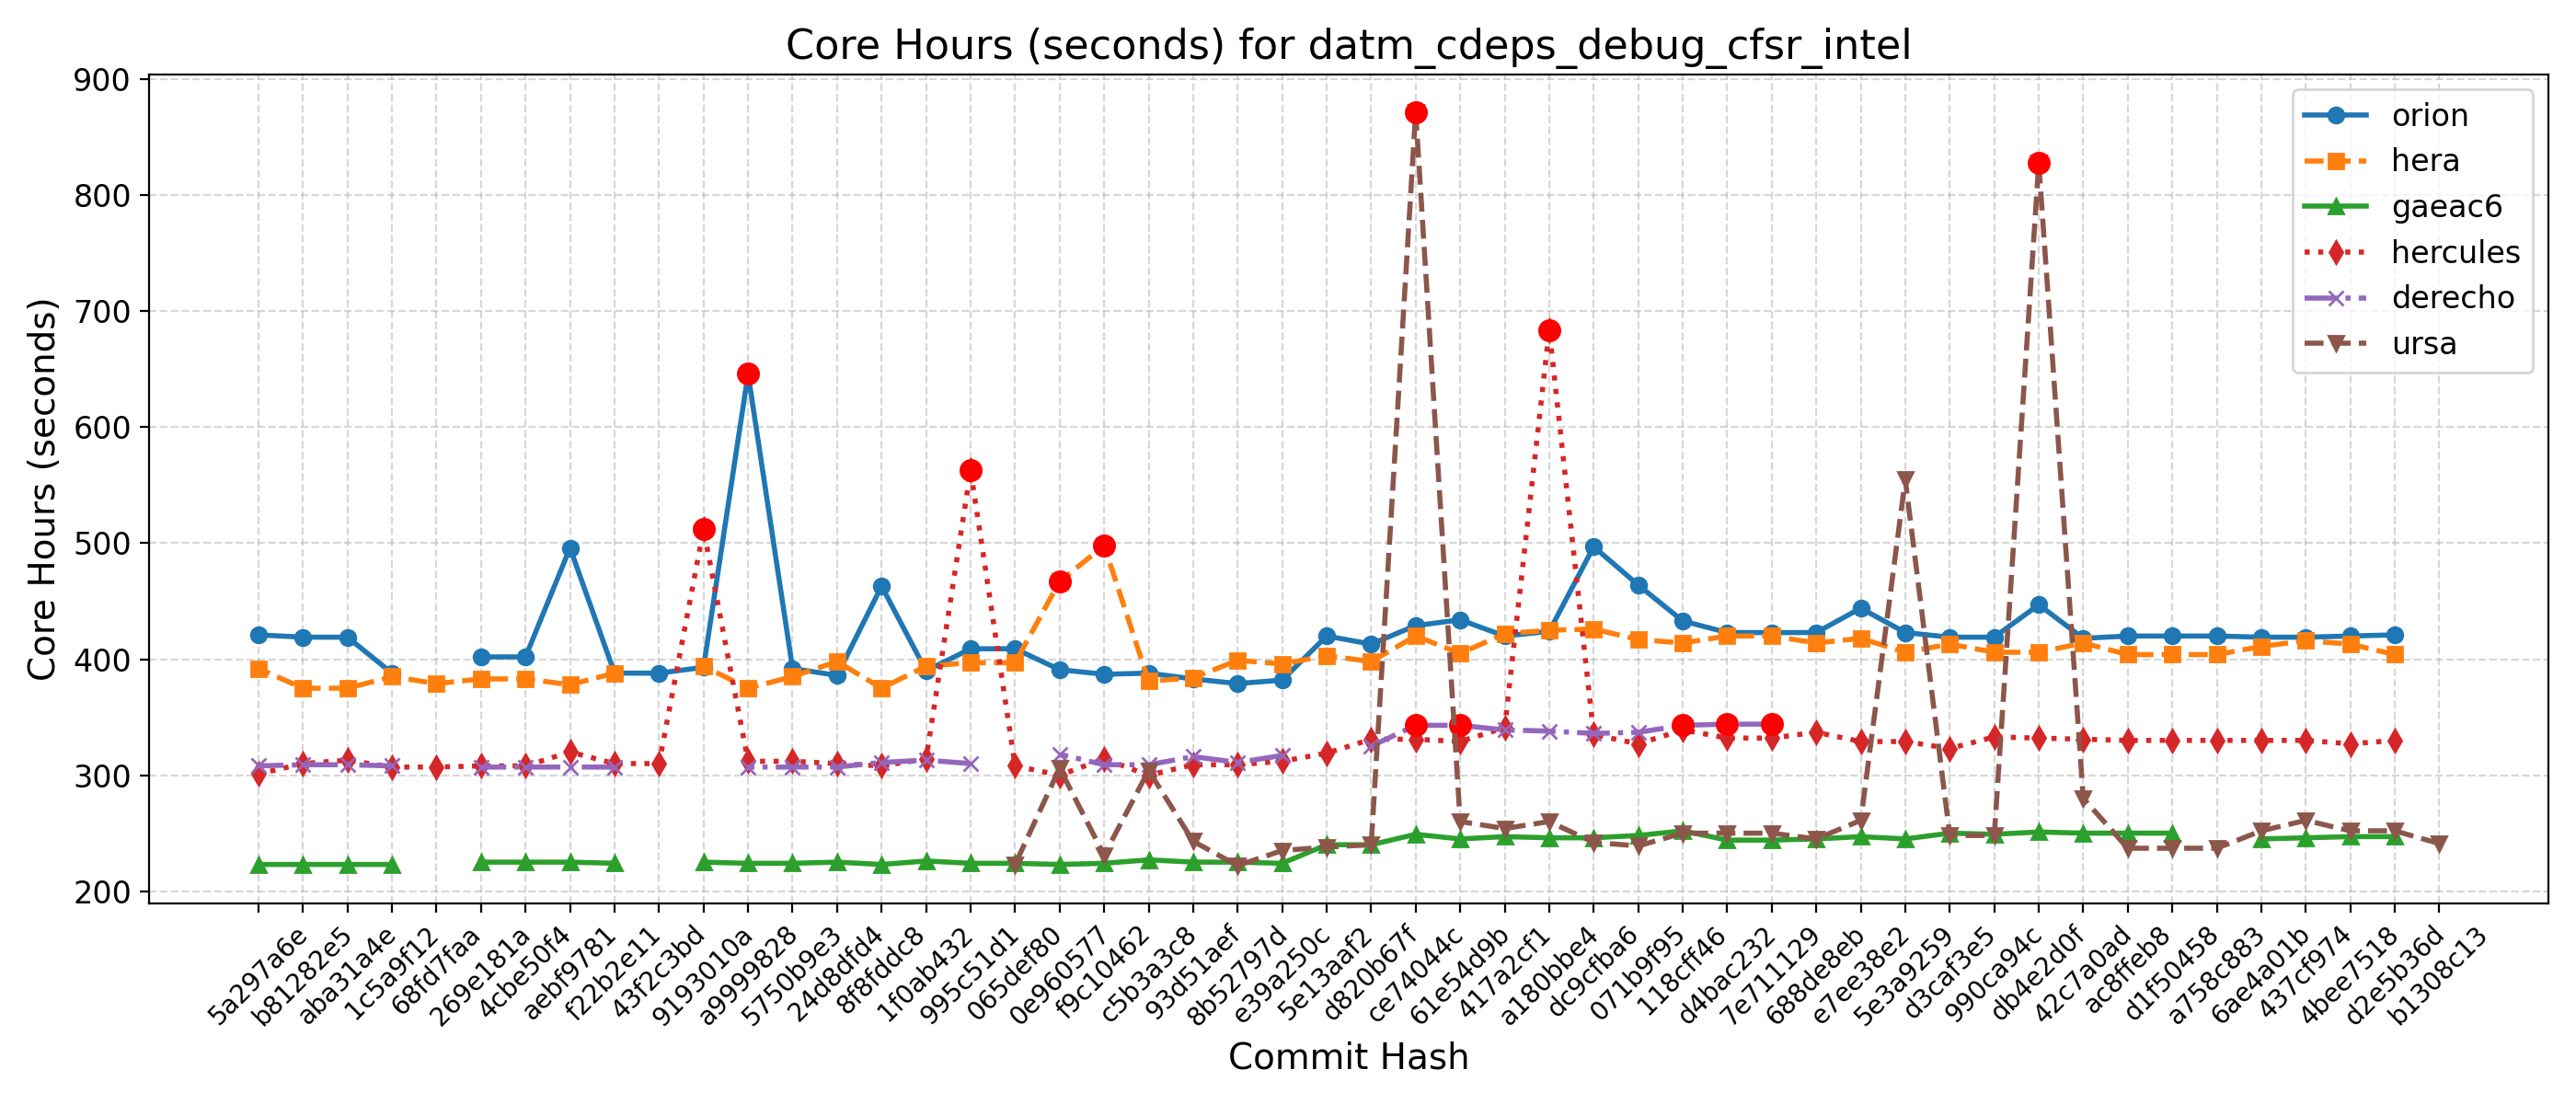 Core Hours (seconds) for datm_cdeps_debug_cfsr_intel
Core Hours (seconds)
900
800
700
600
500
400
300
200
orion
hera
gaeac6
hercules
derecho
ursa
5a297a6e
b81282e5
aba31a4e
1c5a9f12
68fd7faa
269e181a
4cbe50f4
aebf9781
f22b2e11
43f2c3bd
9193010a
a9999828
5750b9e3
24d8dfd4
8f8fddc8
1f0ab432
995c51d1
065def80
0e960577
f9c10462
c5b3a3c8
93d51aef
8b52797d
e39a250c
5e13aaf2
d820b67f
ce74044c
61e54d9b
417a2cf1
a180bbe4
dc9cfba6
071b9f95
118cff46
d4bac232
7e711129
688de8eb
e7ee38e2
5e3a9259
d3caf3e5
990ca94c
db4e2d0f
42c7a0ad
ac8ffeb8
d1f50458
a758c883
6ae4a01b
437cf974
4bee7518
d2e5b36d
b1308c13
Commit Hash